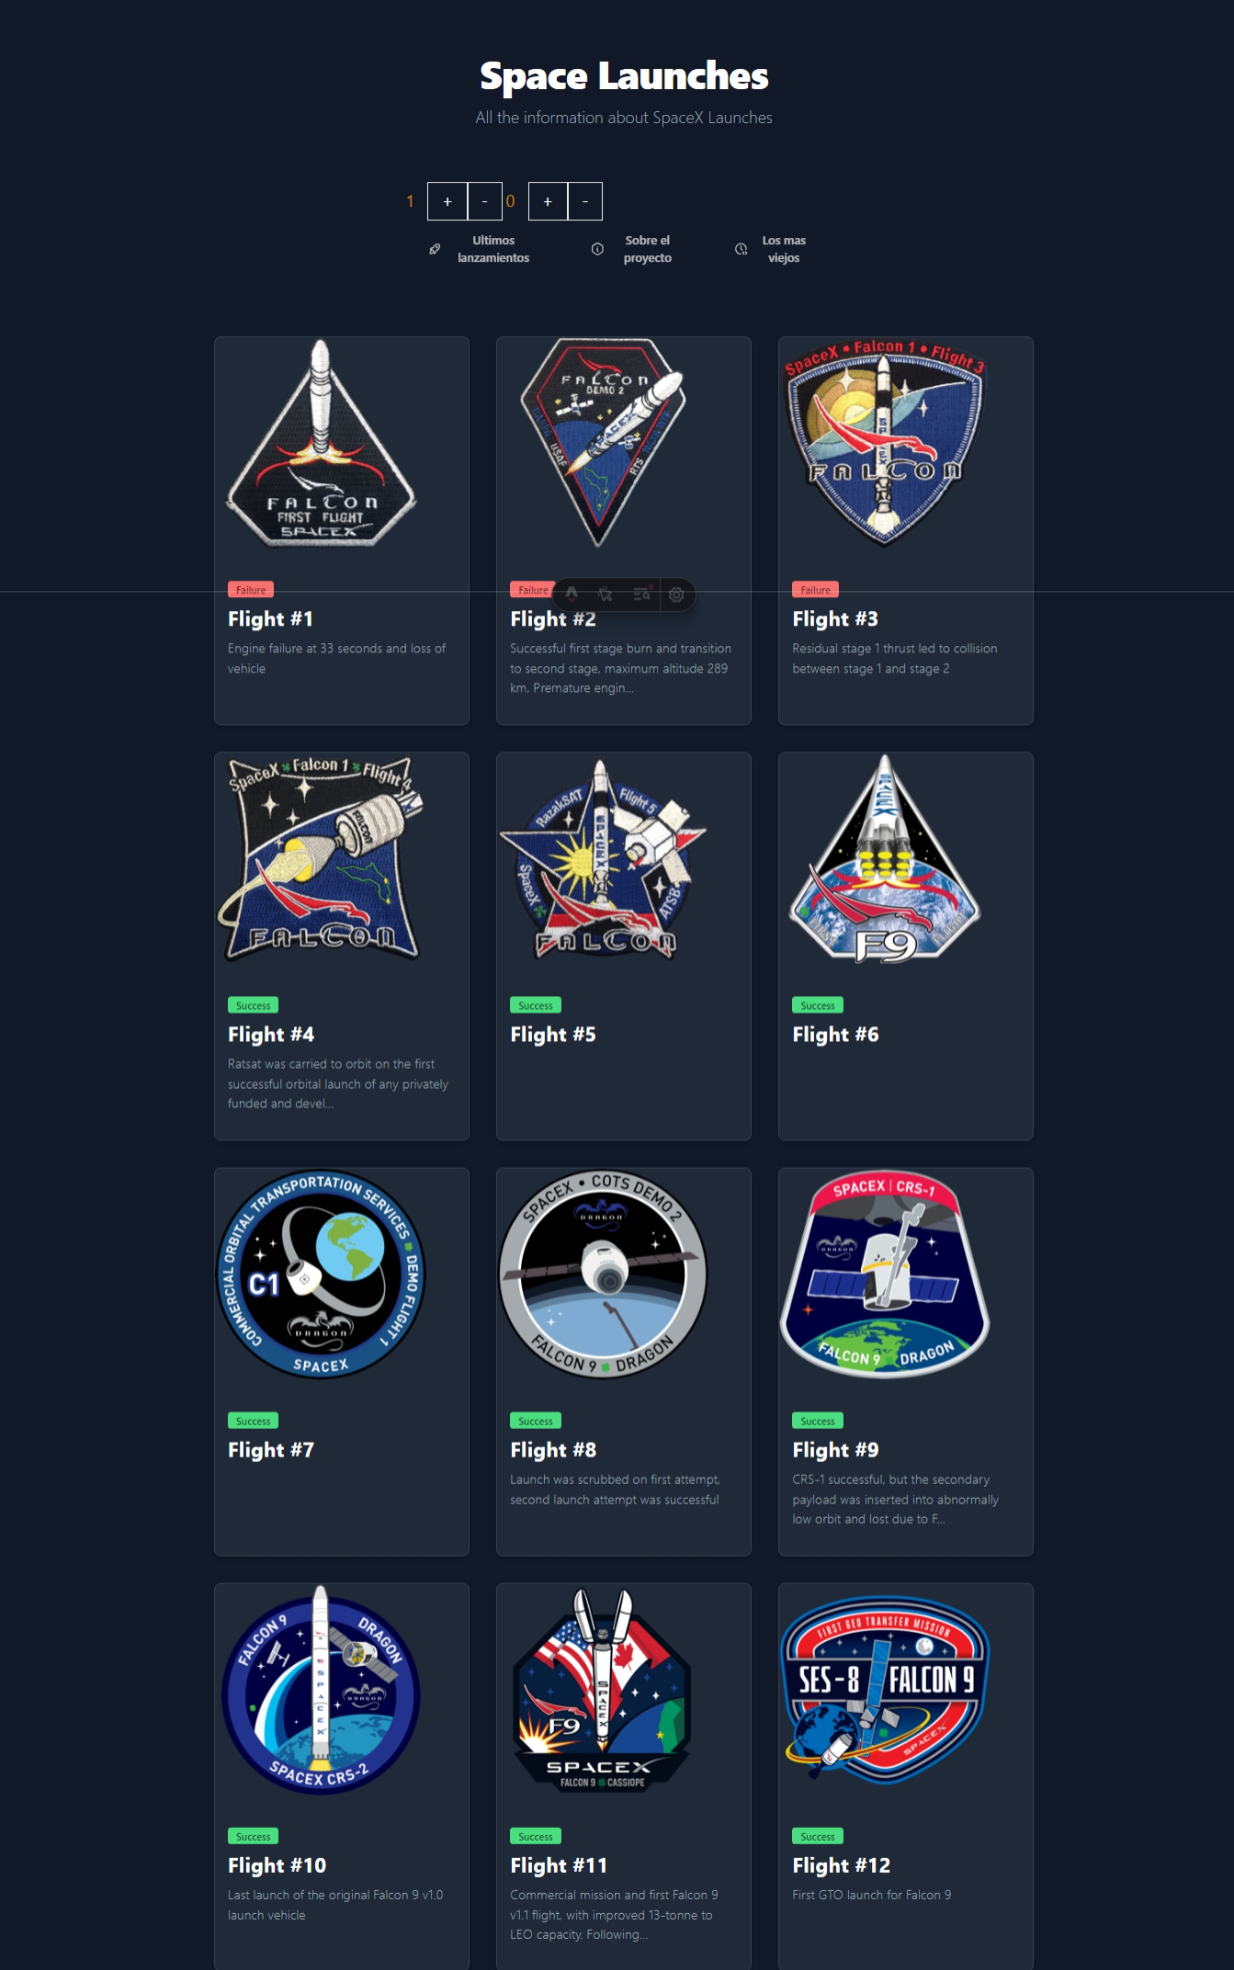 Space Launches
All the information about SpaceX Launches
1 + - 0 + -
Ultimos
lanzamientos
Sobre el
proyecto
Los mas
viejos
FALCON
FIRST FLIGHT
SPACEX
Failure
Flight #1
Engine failure at 33 seconds and loss of
vehicle
FALCON
DEMO 2
SPACEX
USAF
RTS
Failure
Flight #2
Successful first stage burn and transition
to second stage, maximum altitude 289
km, Premature engin...
SpaceX • Falcon 1 • Flight 3
SPACEX
FALCON
Failure
Flight #3
Residual stage 1 thrust led to collision
between stage 1 and stage 2
SpaceX Falcon 1 Flight 4
FALCON
FALCON
Success
Flight #4
Ratsat was carried to orbit on the first
successful orbital launch of any privately
funded and devel...
RazakSAT
Flight 5
SPACEX
SpaceX
ATSB
FALCON
Success
Flight #5
SPACEX
F9
Success
Flight #6
COMMERCIAL ORBITAL TRANSPORTATION SERVICES
DEMO FLIGHT 1
C1
DRAGON
SPACEX
Success
Flight #7
SPACEX • COTS DEMO 2
DRAGON
FALCON 9 DRAGON
Success
Flight #8
Launch was scrubbed on first attempt,
second launch attempt was successful
SPACEX | CRS-1
DRAGON
FALCON 9 DRAGON
Success
Flight #9
CRS-1 successful, but the secondary
payload was inserted into abnormally
low orbit and lost due to F...
FALCON 9
DRAGON
SPACEX
DRAGON
SPACEX CRS-2
Success
Flight #10
Last launch of the original Falcon 9 v1.0
launch vehicle
SPACEX
F9
SPACEX
FALCON 9 CASSIOPE
Success
Flight #11
Commercial mission and first Falcon 9
v1.1 flight, with improved 13-tonne to
LEO capacity. Following...
FIRST GEO TRANSFER MISSION
SES-8 FALCON 9
SPACEX
Success
Flight #12
First GTO launch for Falcon 9